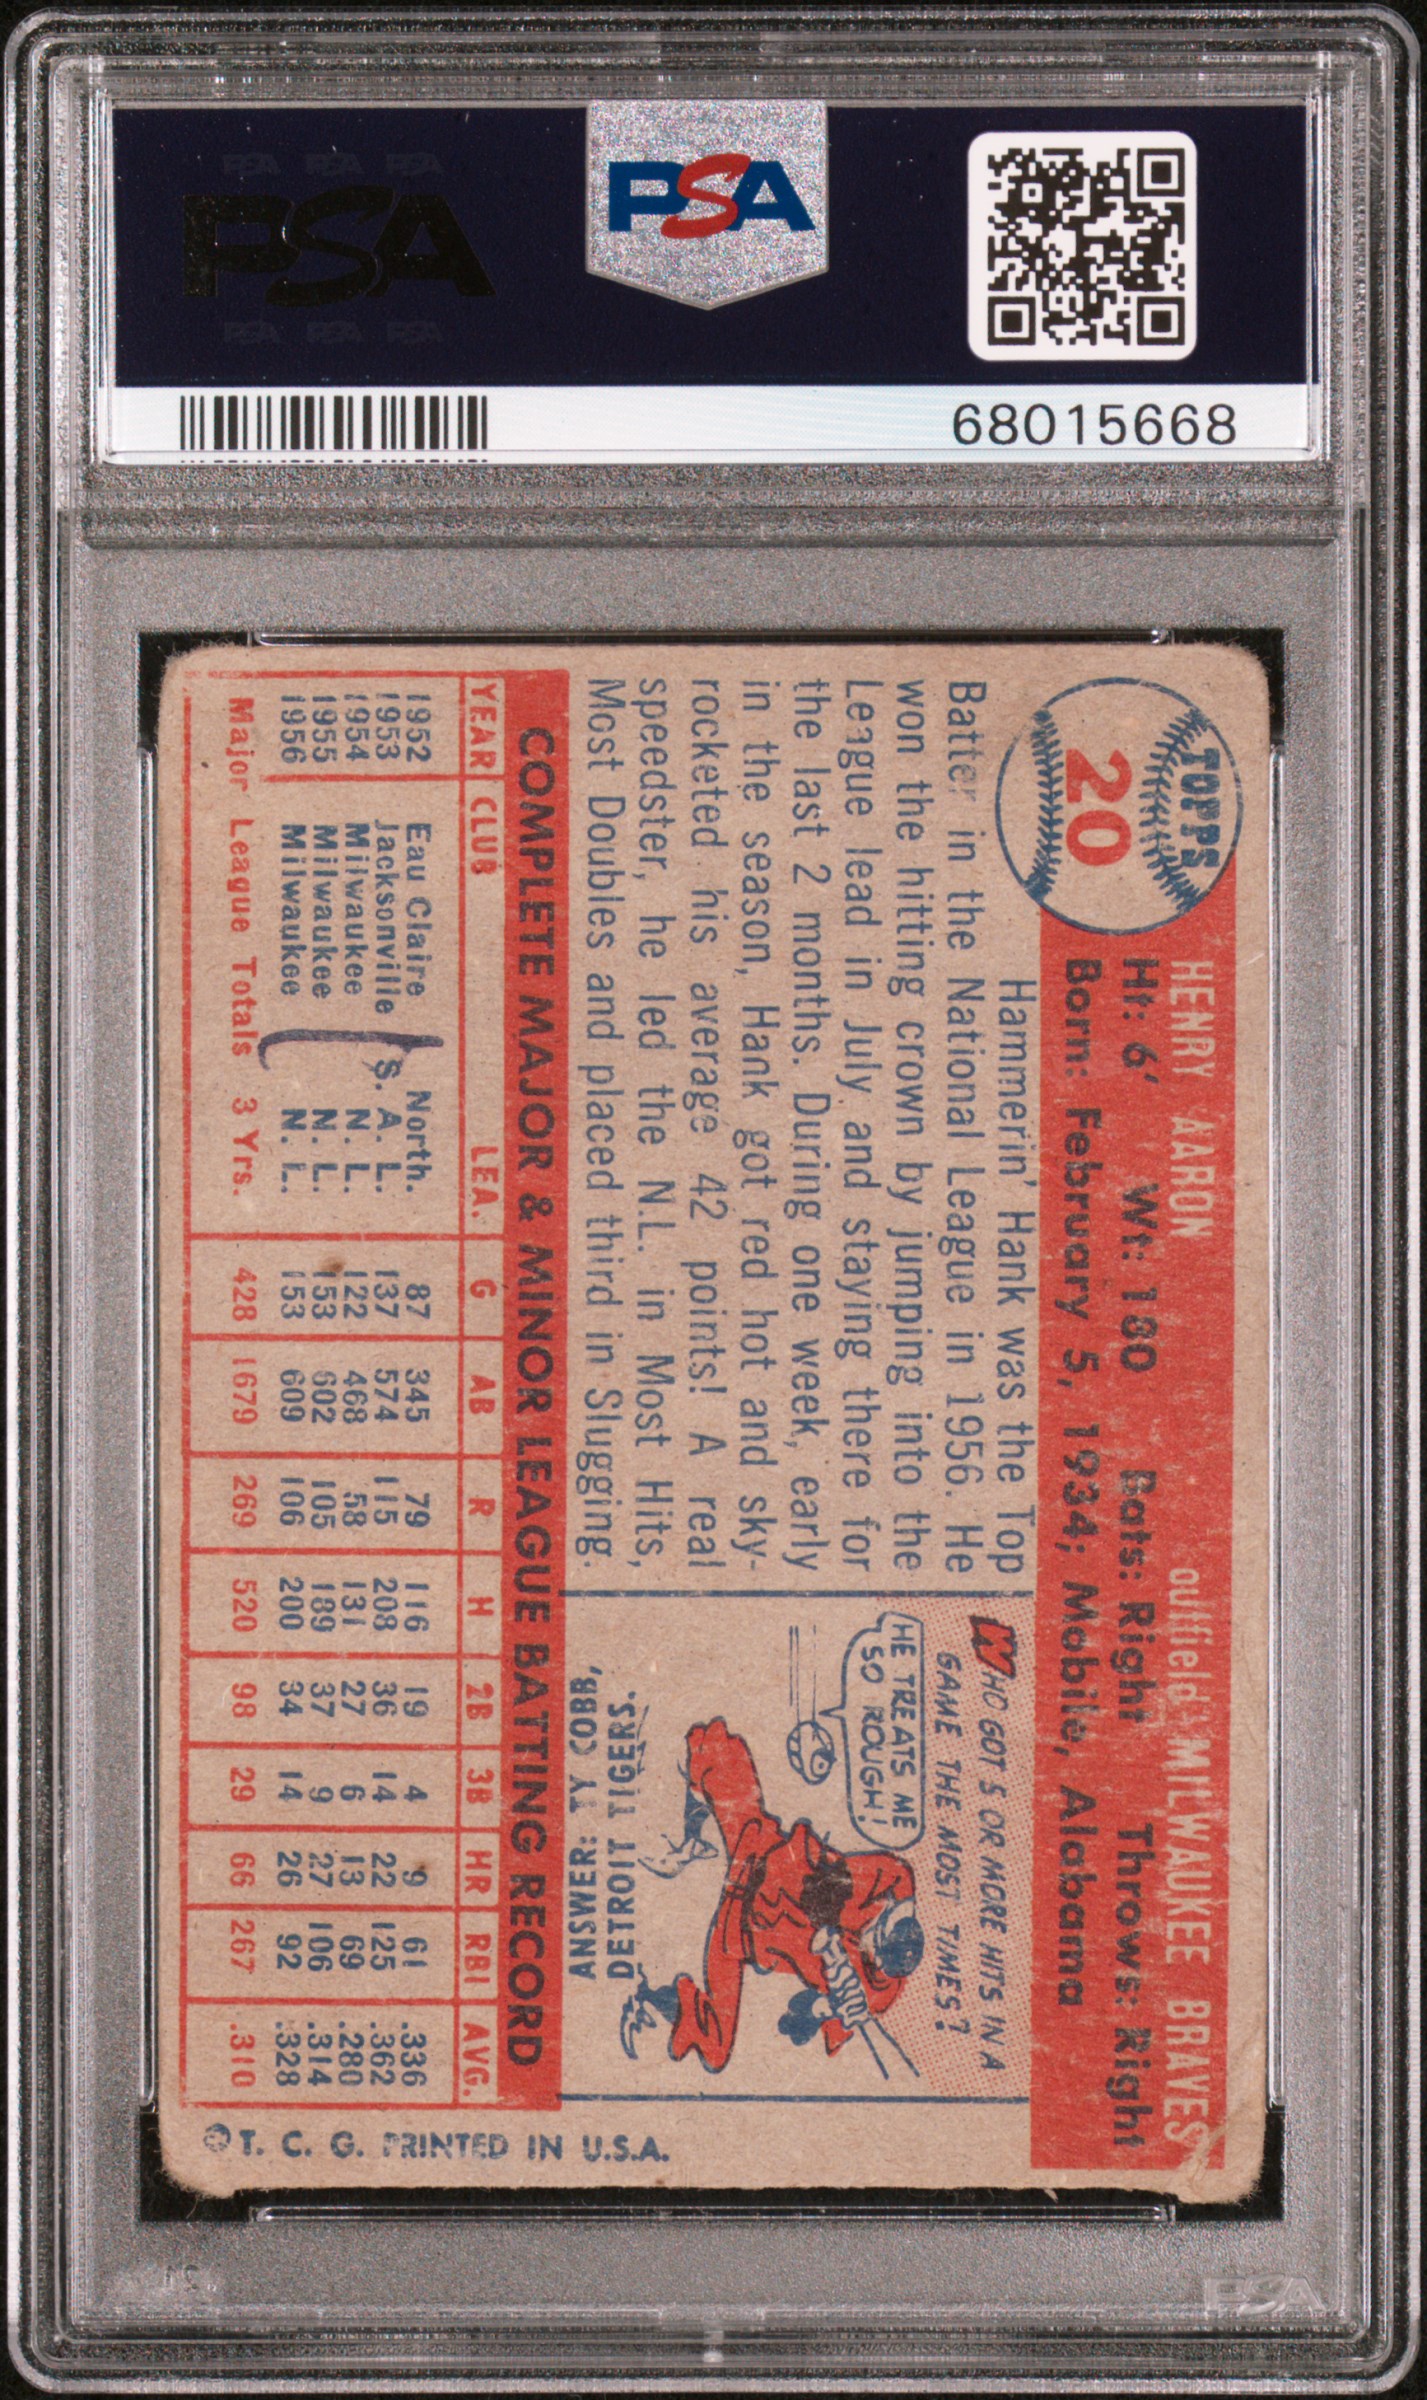 PSA
68015668
TOPPS
20
HENRY AARON outfield MILWAUKEE BRAVES
Ht: 6' Wt: 180 Bats: Right Throws: Right
Born: February 5, 1934; Mobile, Alabama
Hammerin' Hank was the Top
Batter in the National League in 1956. He
won the hitting crown by jumping into the
League lead in July and staying there for
the last 2 months. During one week, early
in the season, Hank got red hot and sky-
rocketed his average 42 points! A real
speedster, he led the N.L. in Most Hits,
Most Doubles and placed third in Slugging.
WHO GOT 5 OR MORE HITS IN A
GAME THE MOST TIMES?
HE TREATS ME
SO ROUGH!
ANSWER: TY COBB,
DETROIT TIGERS.
COMPLETE MAJOR & MINOR LEAGUE BATTING RECORD
YEAR CLUB LEA. G AB R H 2B 3B HR RBI AVG.
1952 Eau Claire North. 87 345 79 116 19 4 9 61 .336
1953 Jacksonville S. A. L. 137 574 115 208 36 14 22 125 .362
1954 Milwaukee N. L. 122 468 58 131 27 6 13 69 .280
1955 Milwaukee N. L. 153 602 105 189 37 9 27 106 .314
1956 Milwaukee N. L. 153 609 106 200 34 14 26 92 .328
Major League Totals 3 Yrs. 428 1679 269 520 98 29 66 267 .310
© T. C. G. PRINTED IN U.S.A.
PSA
PSA PSA PSA
PSA PSA PSA
PSA